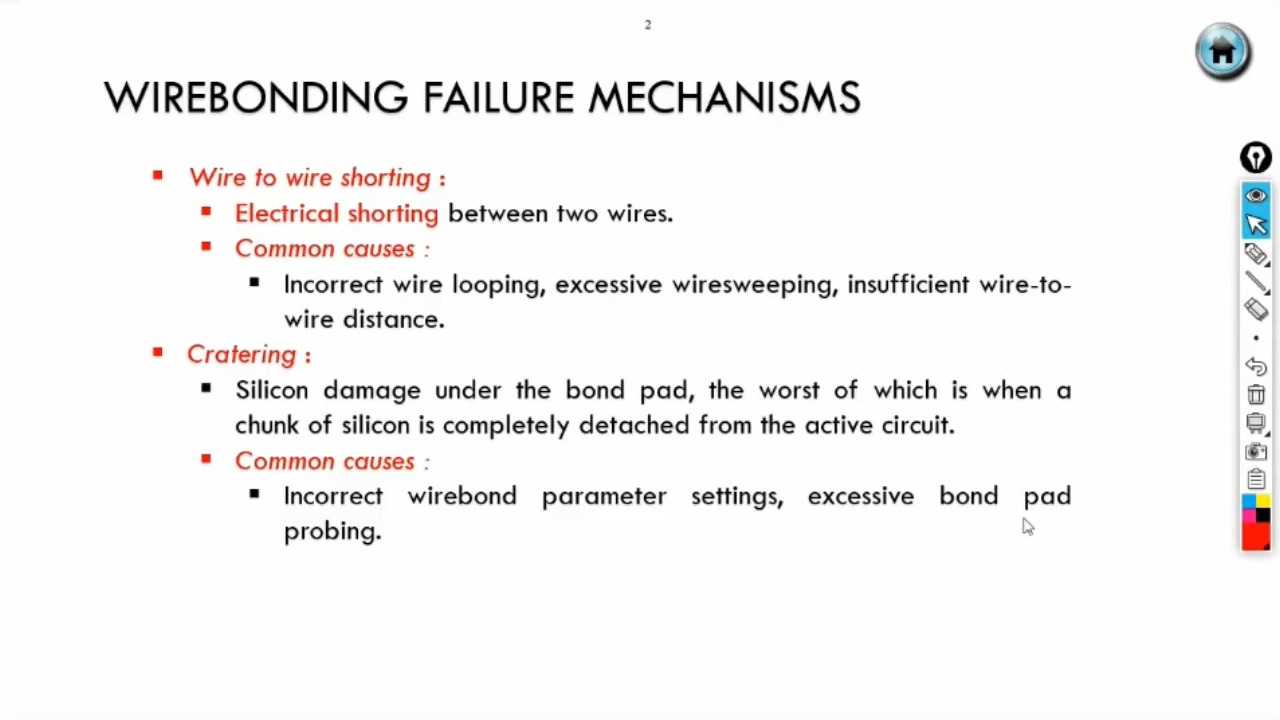 2
WIREBONDING FAILURE MECHANISMS
Wire to wire shorting :
Electrical shorting between two wires.
Common causes :
Incorrect wire looping, excessive wiresweeping, insufficient wire-to-
wire distance.
Cratering :
Silicon damage under the bond pad, the worst of which is when a
chunk of silicon is completely detached from the active circuit.
Common causes :
Incorrect wirebond parameter settings, excessive bond pad
probing.